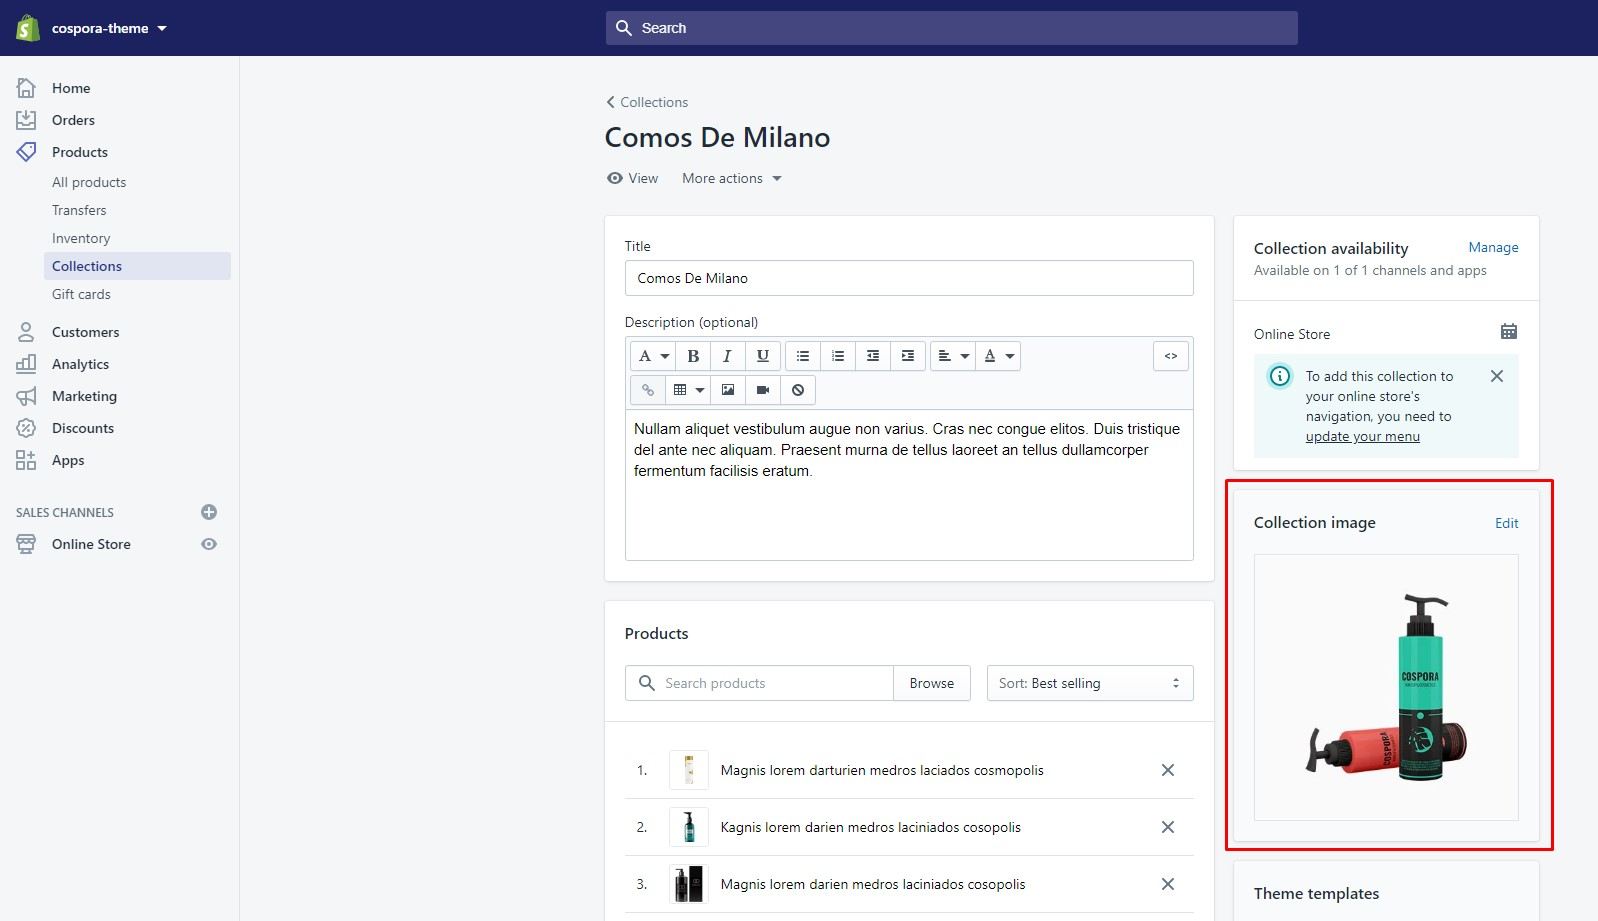 cospora-theme
Search
Home
Orders
Products
All products
Transfers
Inventory
Collections
Gift cards
Customers
Analytics
Marketing
Discounts
Apps
SALES CHANNELS
Online Store
Collections
Comos De Milano
View More actions
Title
Comos De Milano
Description (optional)
A B I U A <>
Nullam aliquet vestibulum augue non varius. Cras nec congue elitos. Duis tristique
del ante nec aliquam. Praesent murna de tellus laoreet an tellus dullamcorper
fermentum facilisis eratum.
Products
Search products Browse Sort: Best selling
1. Magnis lorem darturien medros laciados cosmopolis
2. Kagnis lorem darien medros laciniados cosopolis
3. Magnis lorem darien medros laciniados cosopolis
Collection availability Manage
Available on 1 of 1 channels and apps
Online Store
To add this collection to
your online store's
navigation, you need to
update your menu
Collection image Edit
COSPORA
COSPORA
Theme templates